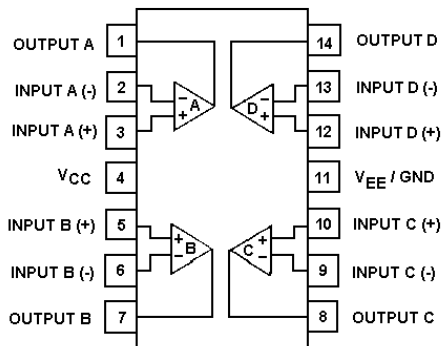 OUTPUT A 1 14 OUTPUT D
INPUT A (-) 2 − A D − 13 INPUT D (-)
INPUT A (+) 3 + + 12 INPUT D (+)
VCC 4 11 VEE / GND
INPUT B (+) 5 + B C + 10 INPUT C (+)
INPUT B (-) 6 − − 9 INPUT C (-)
OUTPUT B 7 8 OUTPUT C